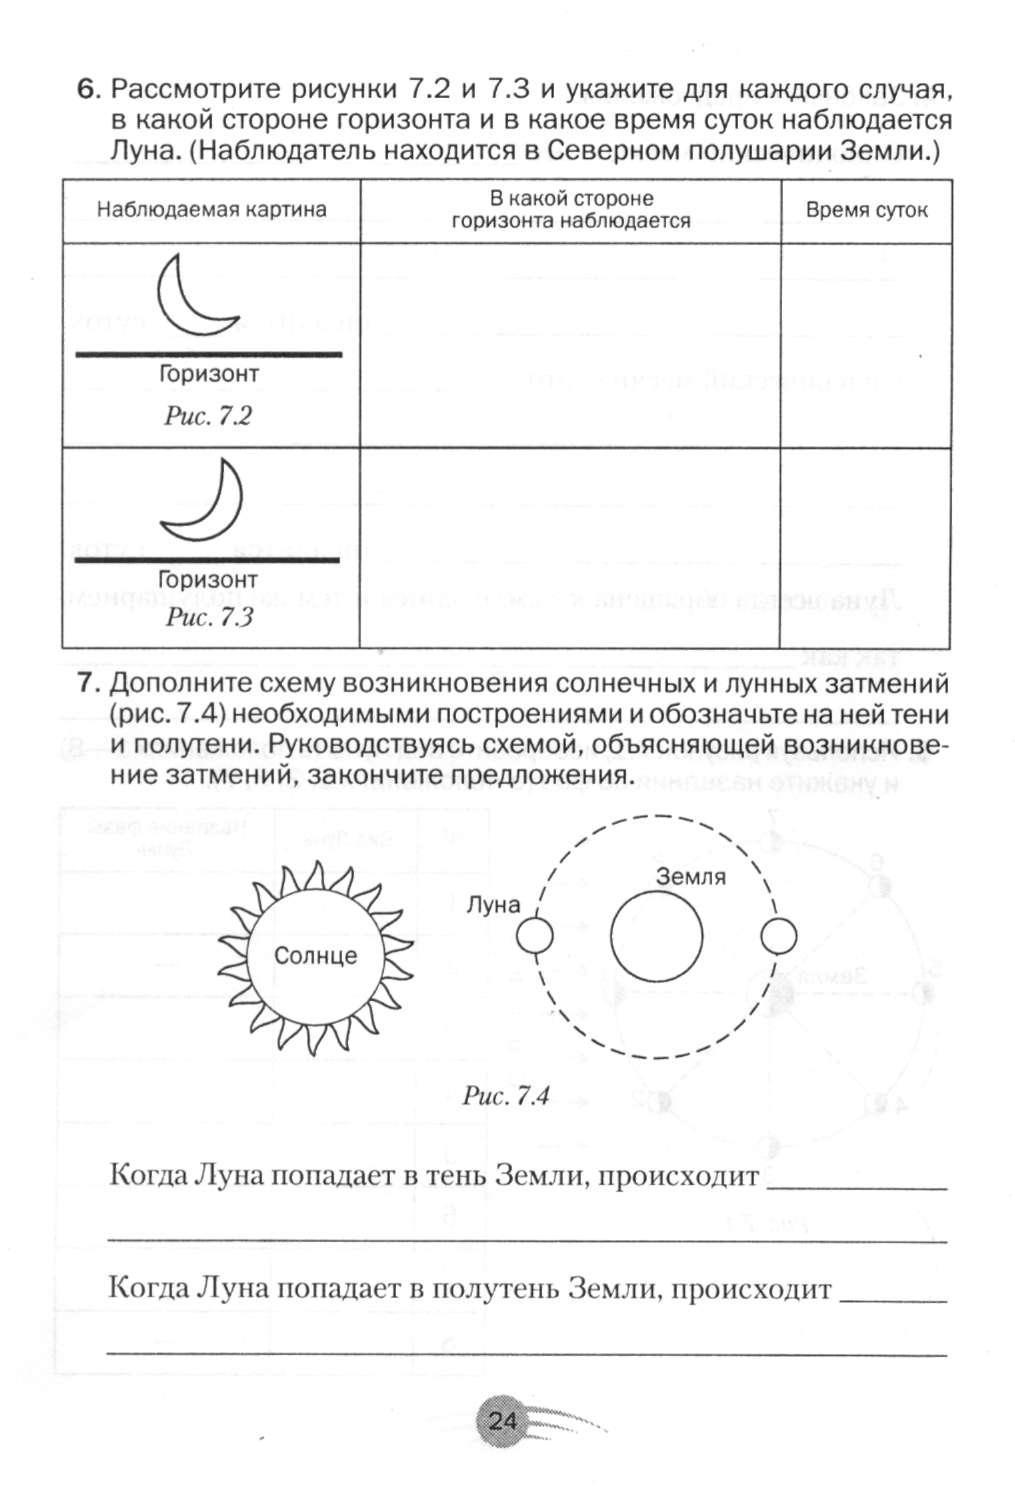 6. Рассмотрите рисунки 7.2 и 7.3 и укажите для каждого случая,
в какой стороне горизонта и в какое время суток наблюдается
Луна. (Наблюдатель находится в Северном полушарии Земли.)
Наблюдаемая картина
В какой стороне
горизонта наблюдается
Время суток
Горизонт
Рис. 7.2
Горизонт
Рис. 7.3
7. Дополните схему возникновения солнечных и лунных затмений
(рис. 7.4) необходимыми построениями и обозначьте на ней тени
и полутени. Руководствуясь схемой, объясняющей возникнове-
ние затмений, закончите предложения.
Земля
Луна
Солнце
Рис. 7.4
Когда Луна попадает в тень Земли, происходит
Когда Луна попадает в полутень Земли, происходит
24